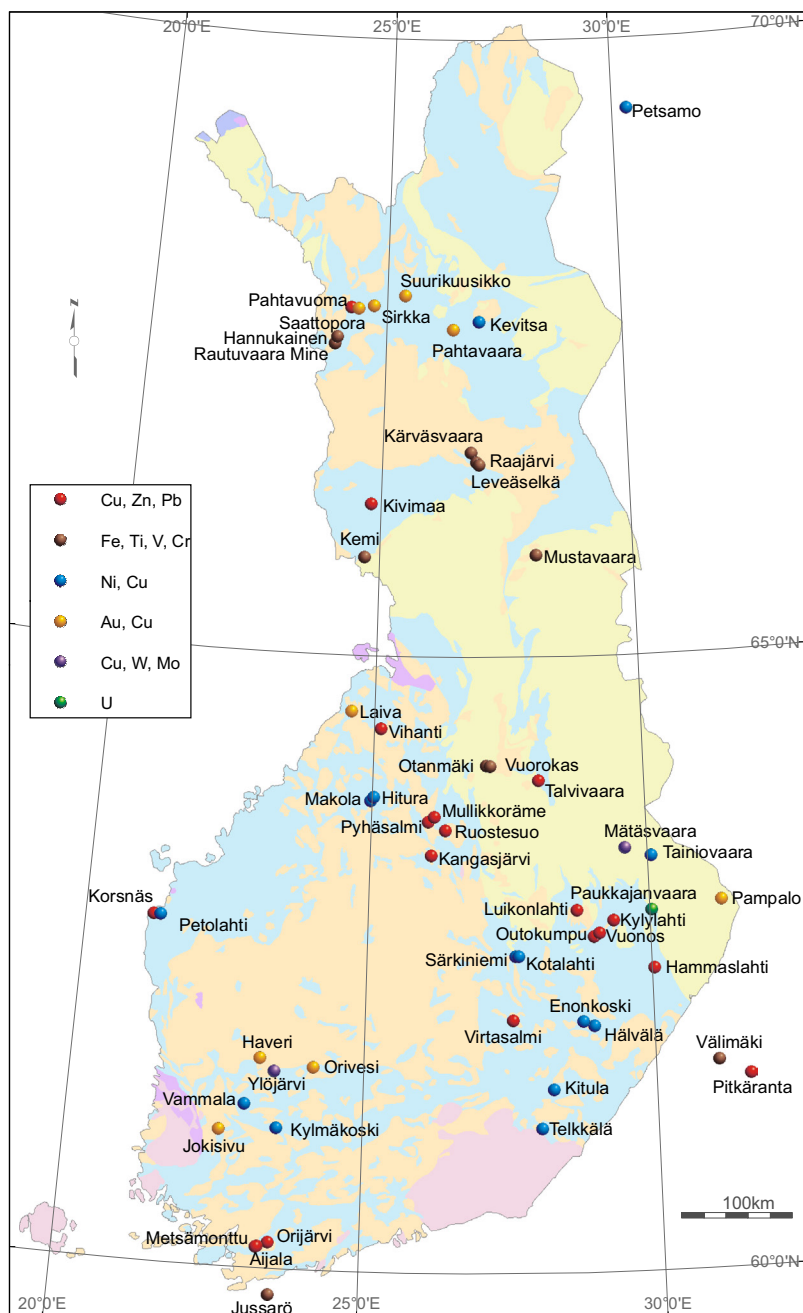 20°0'E 25°0'E 30°0'E 70°0'N
Petsamo
Suurikuusikko
Pahtavuoma
Sirkka
Kevitsa
Saattopora
Hannukainen
Pahtavaara
Rautuvaara Mine
Kärväsvaara
Raajärvi
Leveäselkä
Cu, Zn, Pb
Kivimaa
Fe, Ti, V, Cr
Kemi
Mustavaara
Ni, Cu
Au, Cu
65°0'N
Cu, W, Mo
U
Laiva
Vihanti
Otanmäki Vuorokas
Talvivaara
Makola Hitura
Mullikkoräme
Pyhäsalmi
Ruostesuo
Mätäsvaara
Tainiovaara
Kangasjärvi
Paukkajanvaara
Pampalo
Korsnäs
Luikonlahti
Petolahti
Kylylahti
Outokumpu Vuonos
Särkiniemi Kotalahti
Hammaslahti
Enonkoski
Virtasalmi
Hälvälä
Haveri
Välimäki
Orivesi
Ylöjärvi
Pitkäranta
Vammala
Kitula
Kylmäkoski
Telkkälä
Jokisivu
100km
Metsämonttu Orijärvi
Aijala
60°0'N
Jussarö
20°0'E 25°0'E 30°0'E